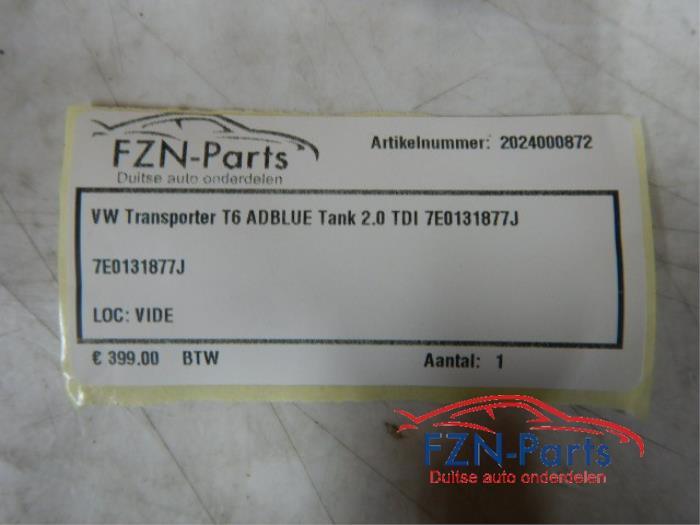 FZN-Parts
Duitse auto onderdelen
Artikelnummer: 2024000872
VW Transporter T6 ADBLUE Tank 2.0 TDI 7E0131877J
7E0131877J
LOC: VIDE
€ 399.00 BTW
Aantal: 1
FZN-Parts
Duitse auto onderdelen